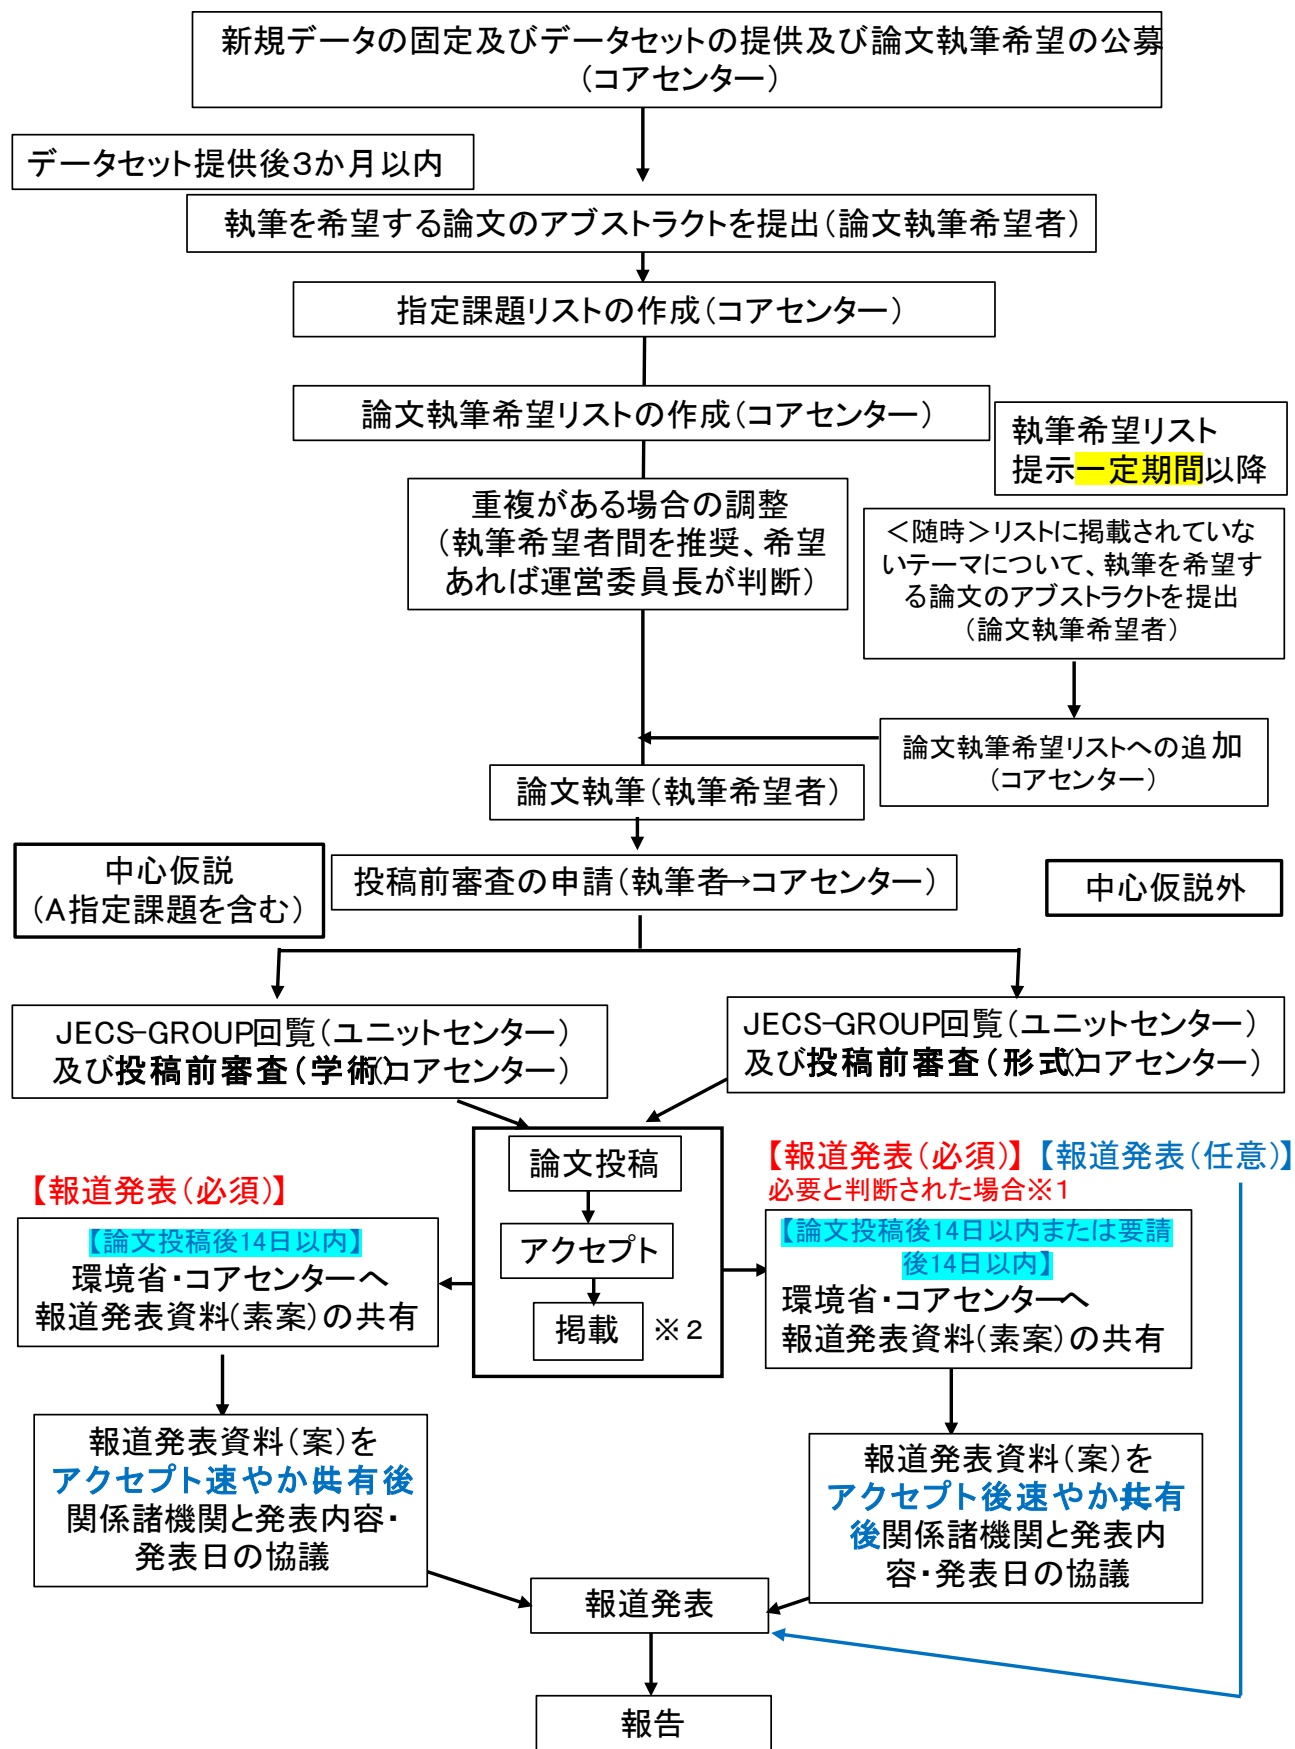 新規データの固定及びデータセットの提供及び論文執筆希望の公募
（コアセンター）
データセット提供後３か月以内
執筆を希望する論文のアブストラクトを提出（論文執筆希望者）
指定課題リストの作成（コアセンター）
論文執筆希望リストの作成（コアセンター）
執筆希望リスト
提示一定期間以降
重複がある場合の調整
（執筆希望者間を推奨、希望
あれば運営委員長が判断）
＜随時＞リストに掲載されていな
いテーマについて、執筆を希望す
る論文のアブストラクトを提出
（論文執筆希望者）
論文執筆希望リストへの追加
（コアセンター）
論文執筆（執筆希望者）
中心仮説
（A指定課題を含む）
投稿前審査の申請（執筆者→コアセンター）
中心仮説外
JECS-GROUP回覧（ユニットセンター）
及び投稿前審査（学術）（コアセンター）
JECS-GROUP回覧（ユニットセンター）
及び投稿前審査（形式）（コアセンター）
論文投稿
アクセプト
掲載
※２
【報道発表（必須）】
【論文投稿後14日以内】
環境省・コアセンターへ
報道発表資料（素案）の共有
【報道発表（必須）】
【報道発表（任意）】
必要と判断された場合※１
【論文投稿後14日以内または要請
後14日以内】
環境省・コアセンターへ
報道発表資料（素案）の共有
報道発表資料（案）を
アクセプト速やか共有後
関係諸機関と発表内容・
発表日の協議
報道発表資料（案）を
アクセプト後速やか共有
後関係諸機関と発表内
容・発表日の協議
報道発表
報告